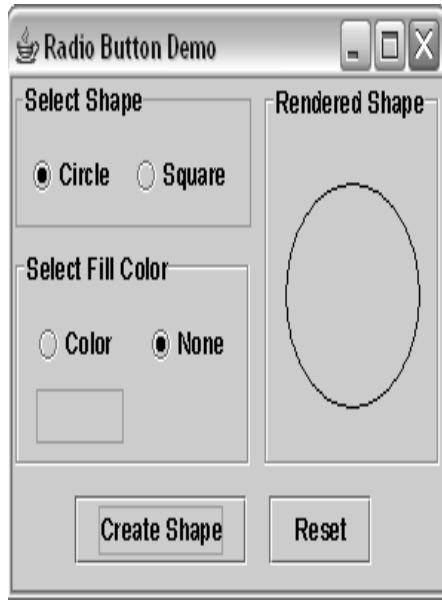 Radio Button Demo
Select Shape
Circle Square
Select Fill Color
Color None
Rendered Shape
Create Shape Reset